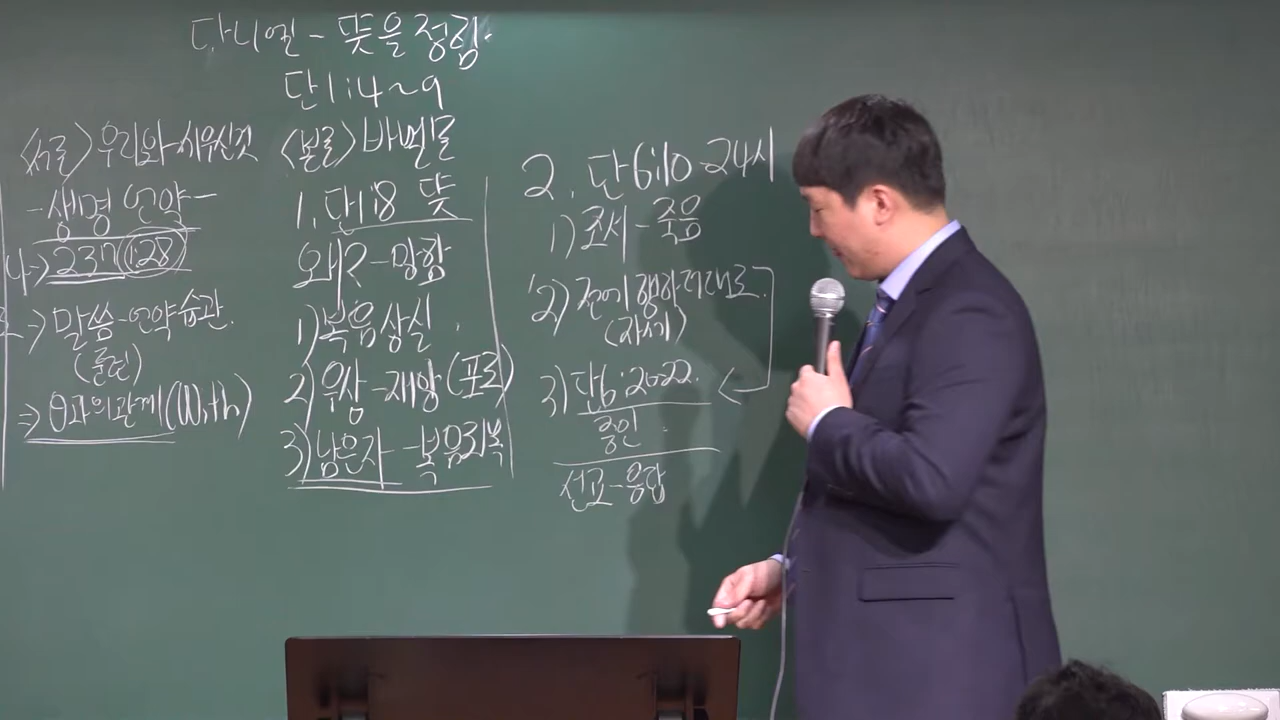 다니엘 - 뜻을 정함.
단 1:4~9
<서론> 우리와 - 세우신것
- 생명 언약 -
→ 237 (1:28)
→ 말씀 - 언약 습관.
⇒ θ과의 관계 (With)
<본론> 바벨론
1. 단1:8 뜻
왜? - 망함
1) 복음상실.
2) 우상 - 재앙 (포로)
3) 남은자 - 복음회복
2. 단6:10 - 24시
1) 조서 - 죽음
2) 전에 행하던대로.
3) 단6:20-22.
증인.
선교 - 응답